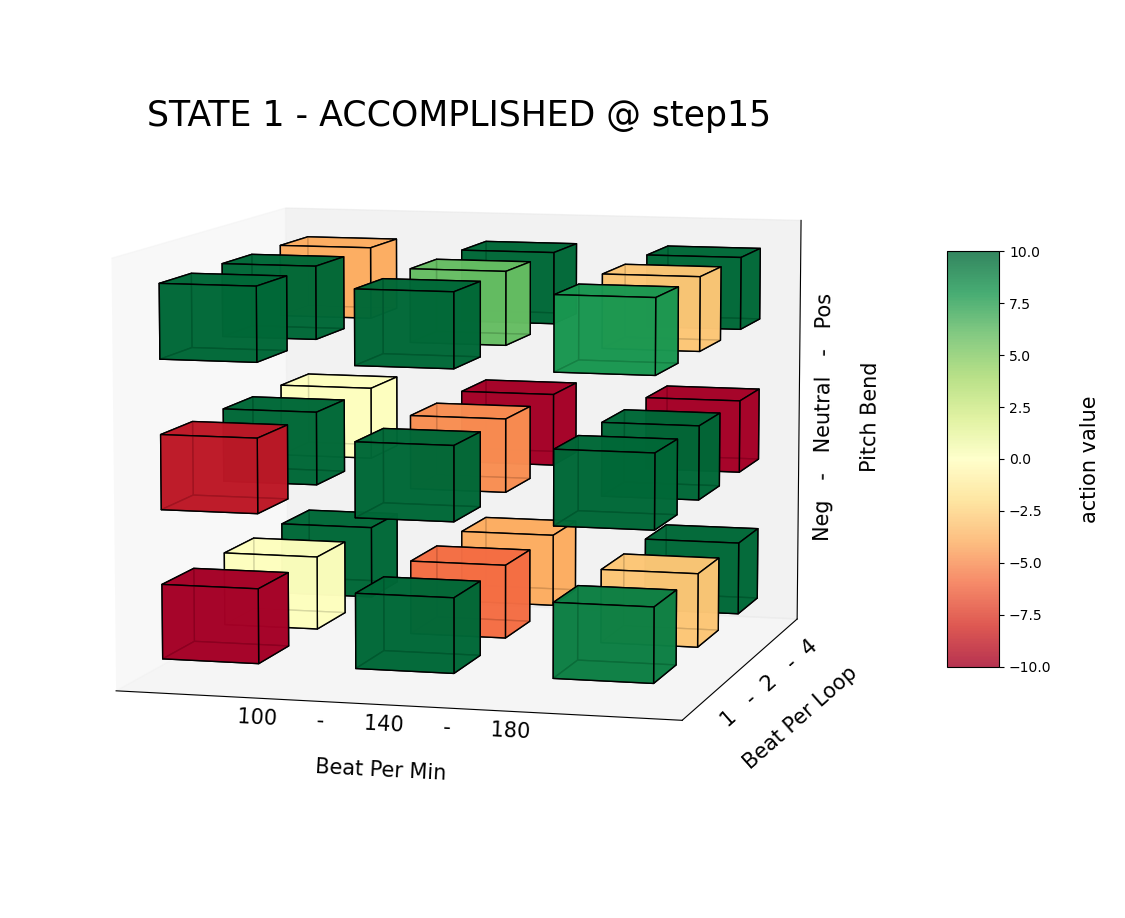 STATE 1 - ACCOMPLISHED @ step15
Neg - Neutral - Pos
Pitch Bend
1 - 2 - 4
Beat Per Loop
100 - 140 - 180
Beat Per Min
10.0
7.5
5.0
2.5
0.0
−2.5
−5.0
−7.5
−10.0
action value